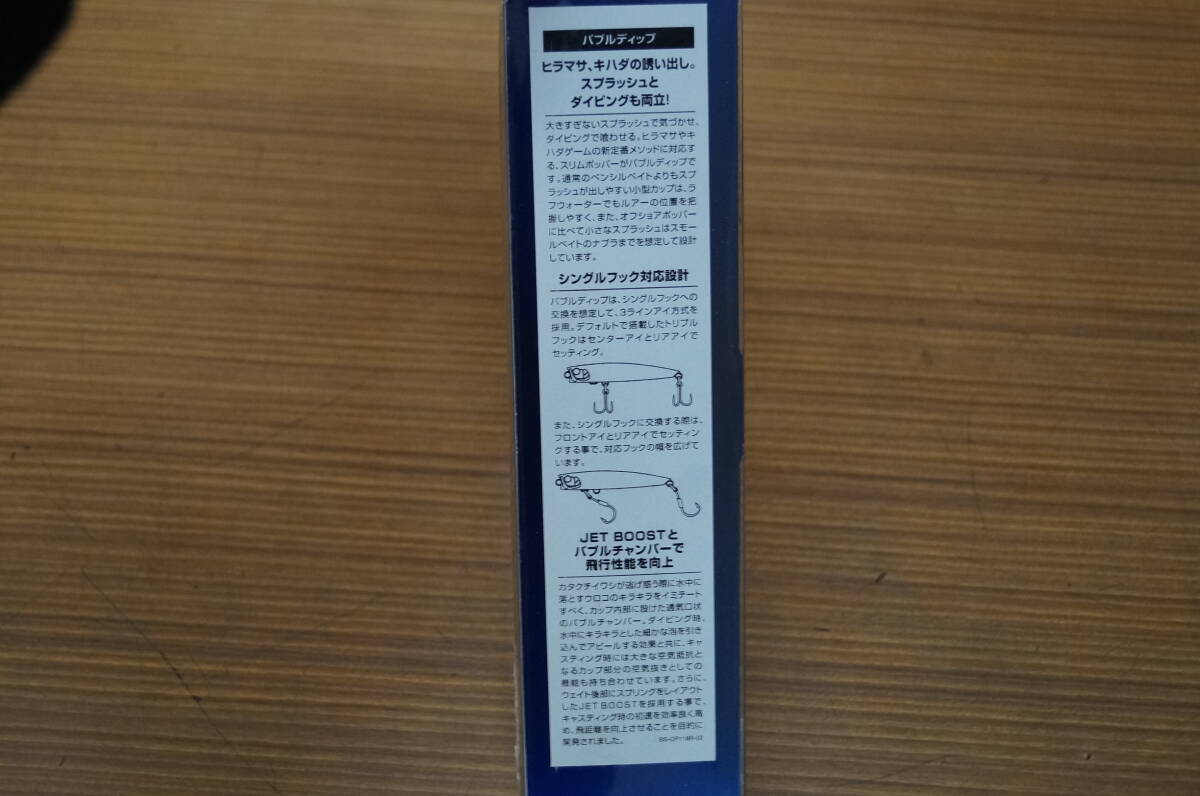 バブルディップ
ヒラマサ、キハダの誘い出し。
スプラッシュと
ダイビングも両立!
大きすぎないスプラッシュで気づかせ、
ダイビングで喰わせる。ヒラマサやキ
ハダゲームの新定番メソッドに対応す
る、スリムポッパーがバブルディップで
す。通常のペンシルベイトよりもスプ
ラッシュが出しやすい小型カップは、ラ
フウォーターでもルアーの位置を把
握しやすく、また、オフショアポッパー
に比べて小さなスプラッシュはスモー
ルベイトのナブラまでを想定して設計
しています。
シングルフック対応設計
バブルディップは、シングルフックへの
交換を想定して、3ラインアイ方式を
採用。デフォルトで搭載したトリプル
フックはセンターアイとリアアイで
セッティング。
また、シングルフックに交換する際は、
フロントアイとリアアイでセッティン
グする事で、対応フックの幅を広げて
います。
JET BOOSTと
バブルチャンバーで
飛行性能を向上
カタクチイワシが逃げ惑う際に水中に
落とすウロコのキラキラをイミテート
すべく、カップ内部に設けた通気口状
のバブルチャンバー。ダイビング時、
水中にキラキラとした細かな泡を引き
込んでアピールする効果と共に、キャ
スティング時には大きな空気抵抗と
なるカップ部分の空気抜きとしての
機能も持ち合わせています。さらに、
ウェイト後部にスプリングをレイアウト
したJET BOOSTを採用する事で、
キャスティング時の初速を効率良く高
め、飛距離を向上させることを目的に
開発されました。